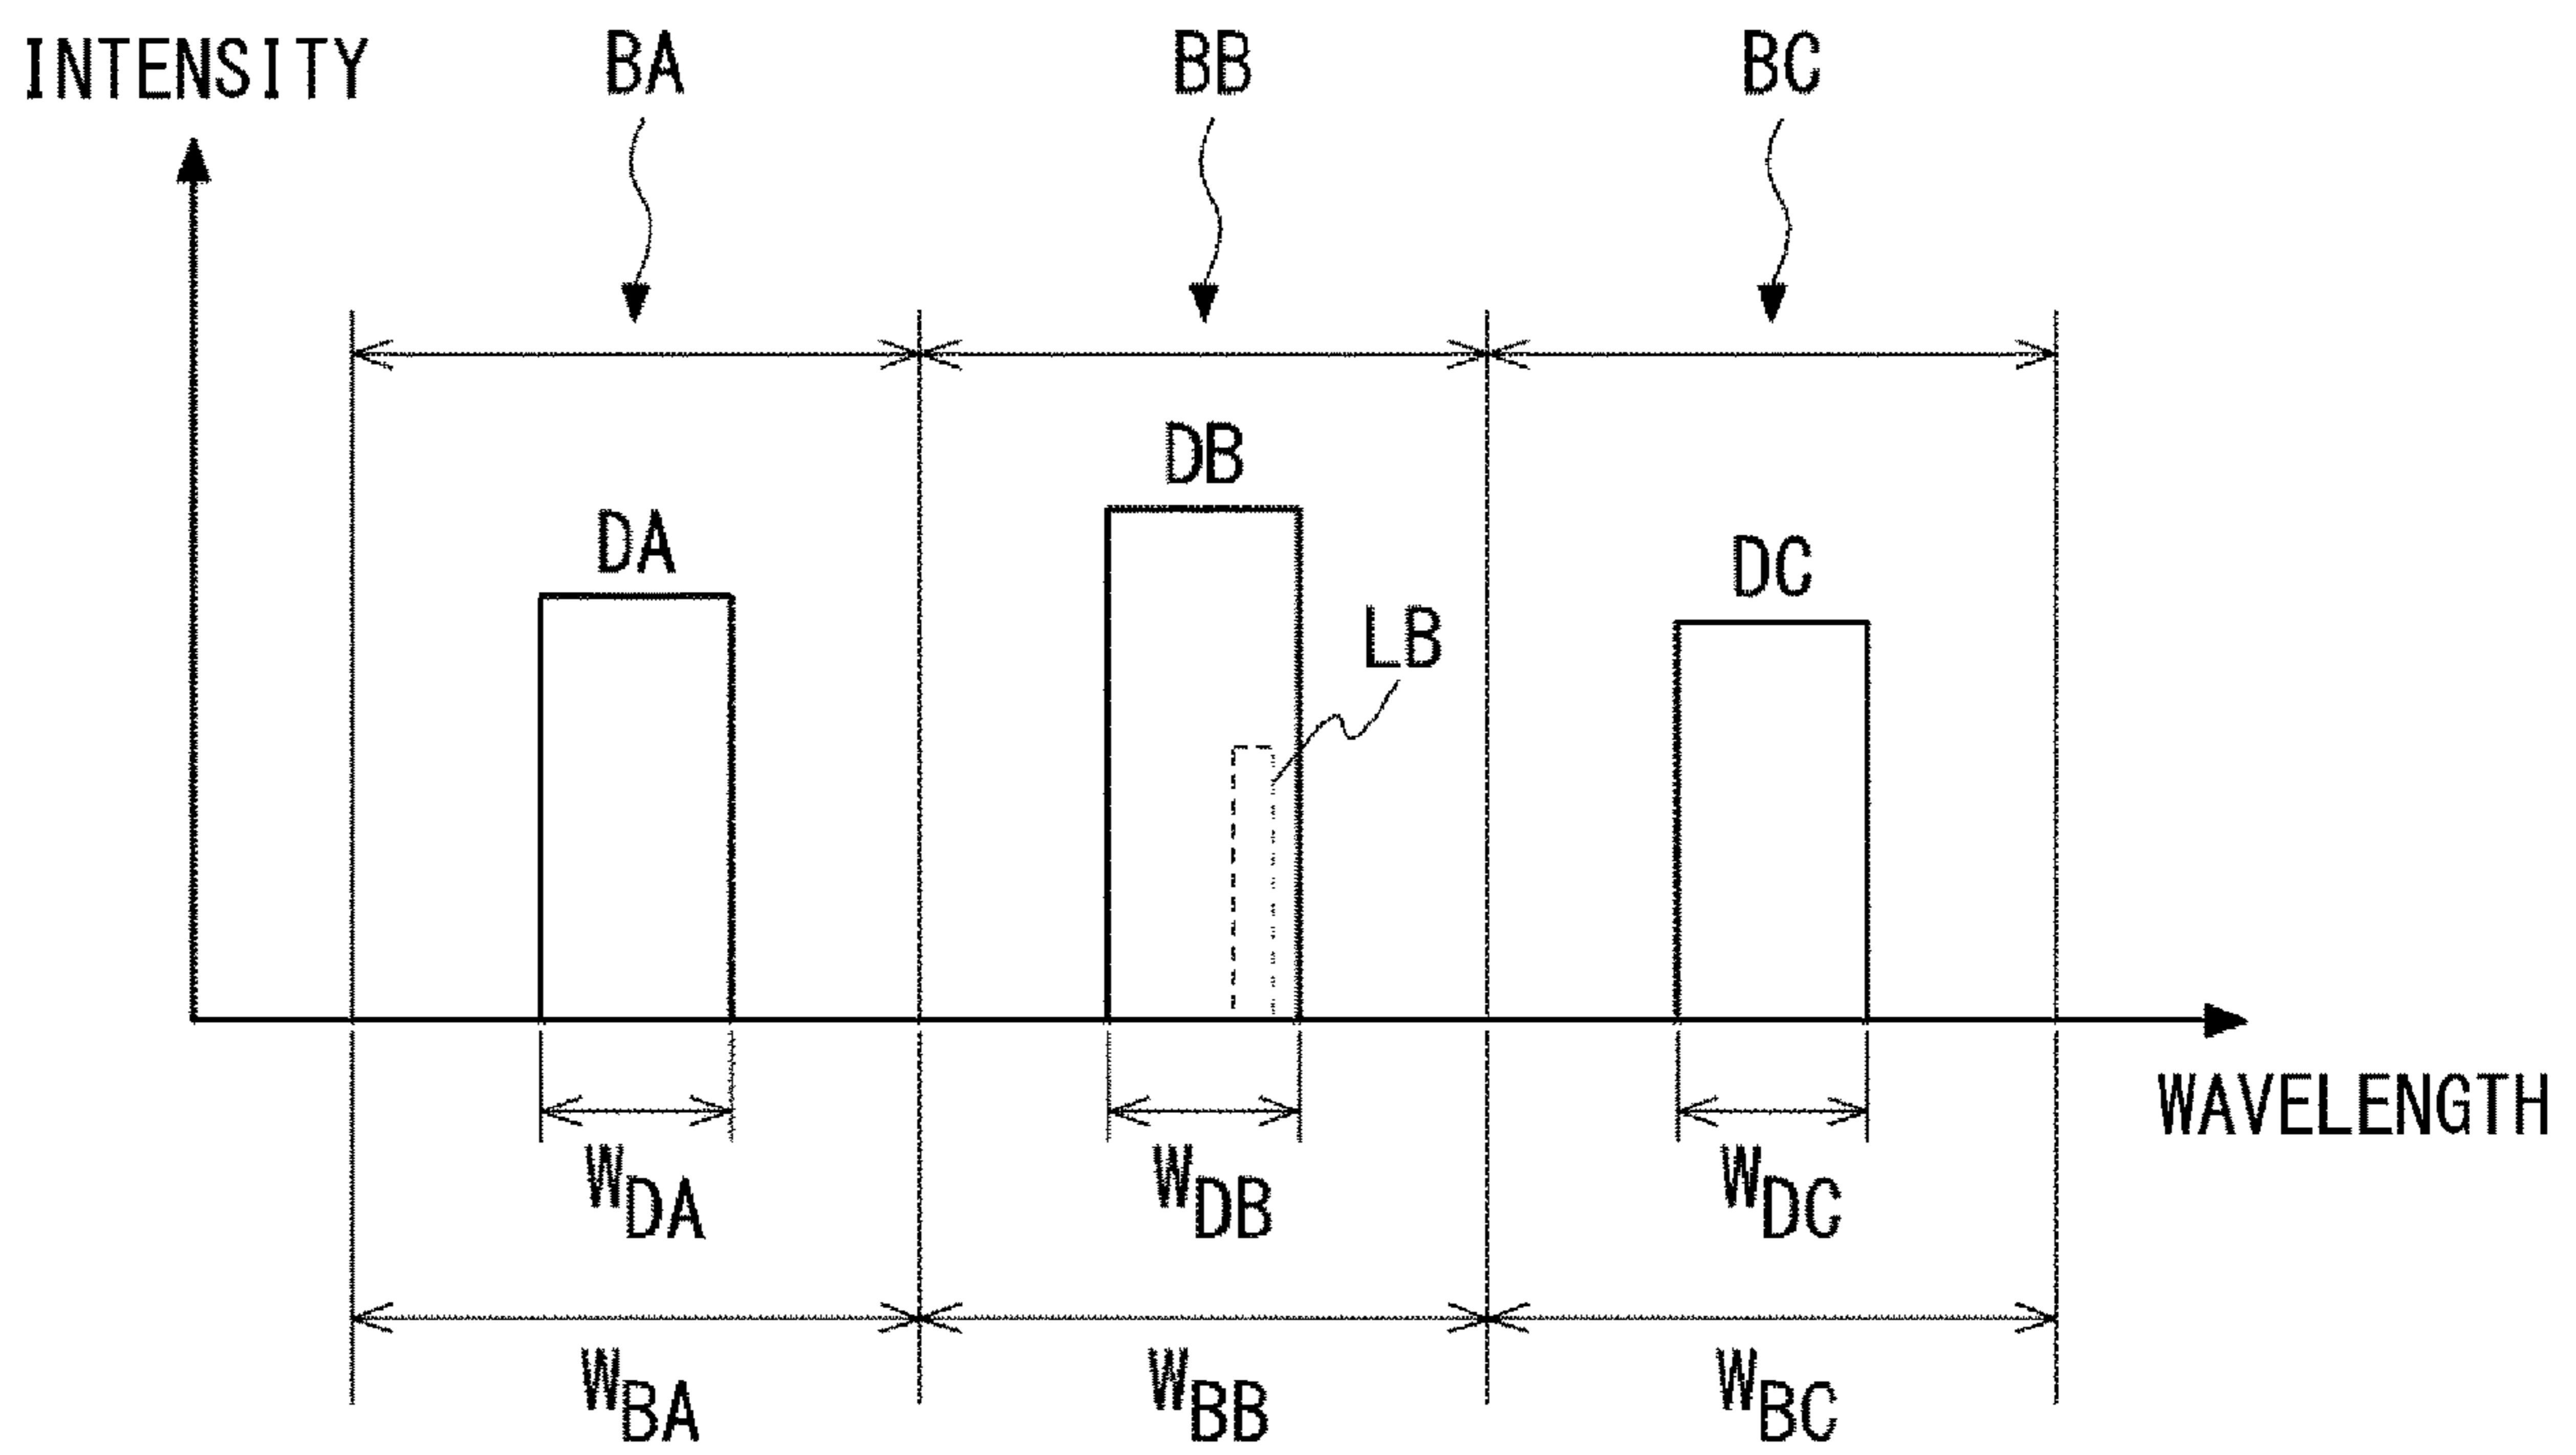 INTENSITY
BA
BB
BC
DA
DB
DC
LB
WAVELENGTH
WDA
WDB
WDC
WBA
WBB
WBC